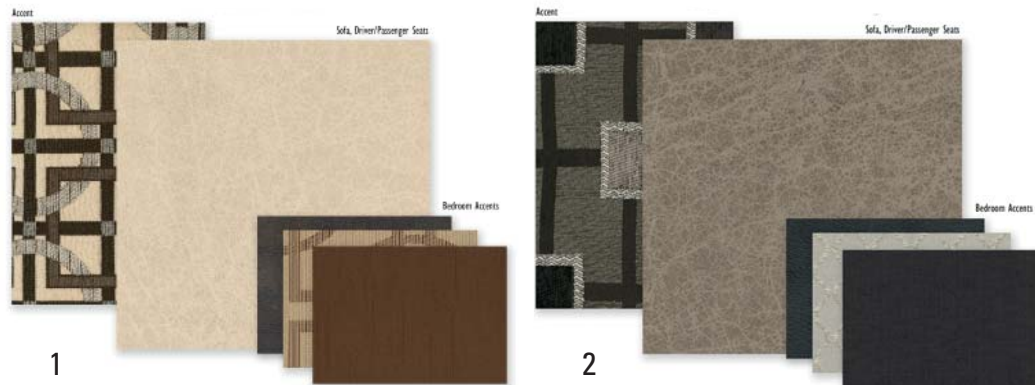 Accent
Sofa, Driver/Passenger Seats
Bedroom Accents
1
Accent
Sofa, Driver/Passenger Seats
Bedroom Accents
2